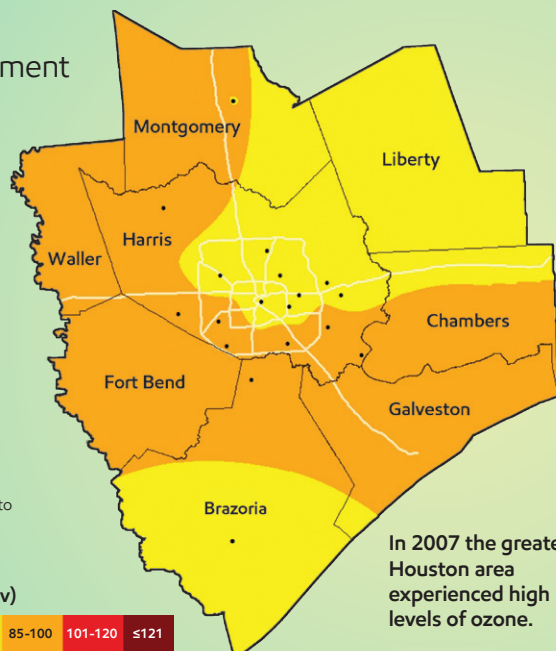 ment
Montgomery
Liberty
Harris
Waller
Chambers
Fort Bend
Galveston
to
Brazoria
In 2007 the greate
Houston area
experienced high
levels of ozone.
v)
85-100 101-120 ≤121